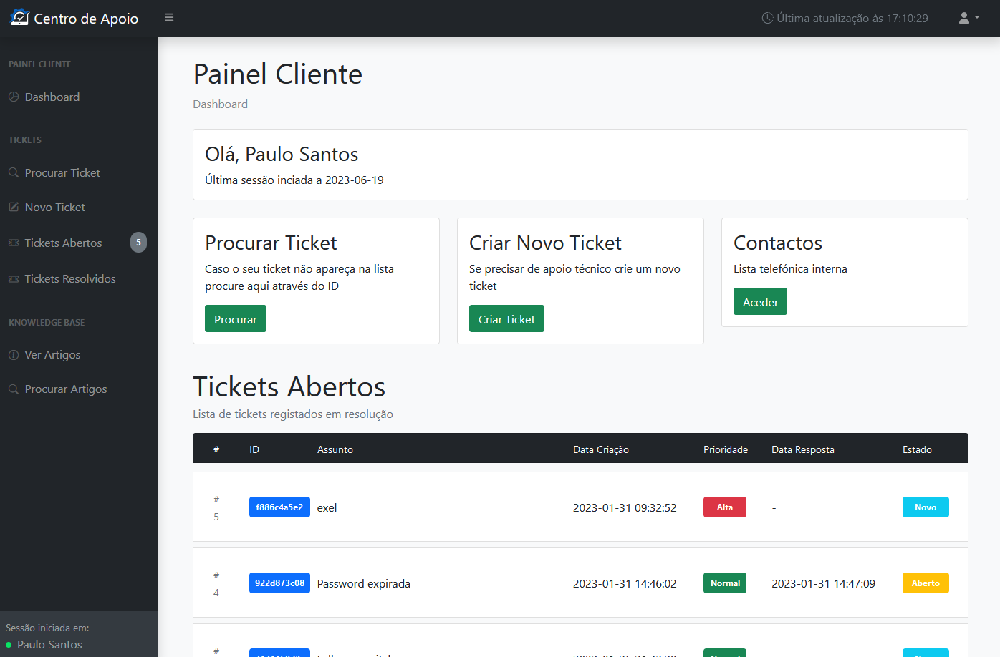 Centro de Apoio
Última atualização às 17:10:29
PAINEL CLIENTE
Dashboard
TICKETS
Procurar Ticket
Novo Ticket
Tickets Abertos 5
Tickets Resolvidos
KNOWLEDGE BASE
Ver Artigos
Procurar Artigos
Sessão iniciada em:
Paulo Santos
Painel Cliente
Dashboard
Olá, Paulo Santos
Última sessão inciada a 2023-06-19
Procurar Ticket
Caso o seu ticket não apareça na lista
procure aqui através do ID
Procurar
Criar Novo Ticket
Se precisar de apoio técnico crie um novo
ticket
Criar Ticket
Contactos
Lista telefónica interna
Aceder
Tickets Abertos
Lista de tickets registados em resolução
# ID Assunto Data Criação Prioridade Data Resposta Estado
#
5
f886c4a5e2 exel 2023-01-31 09:32:52 Alta - Novo
#
4
922d873c08 Password expirada 2023-01-31 14:46:02 Normal 2023-01-31 14:47:09 Aberto
#